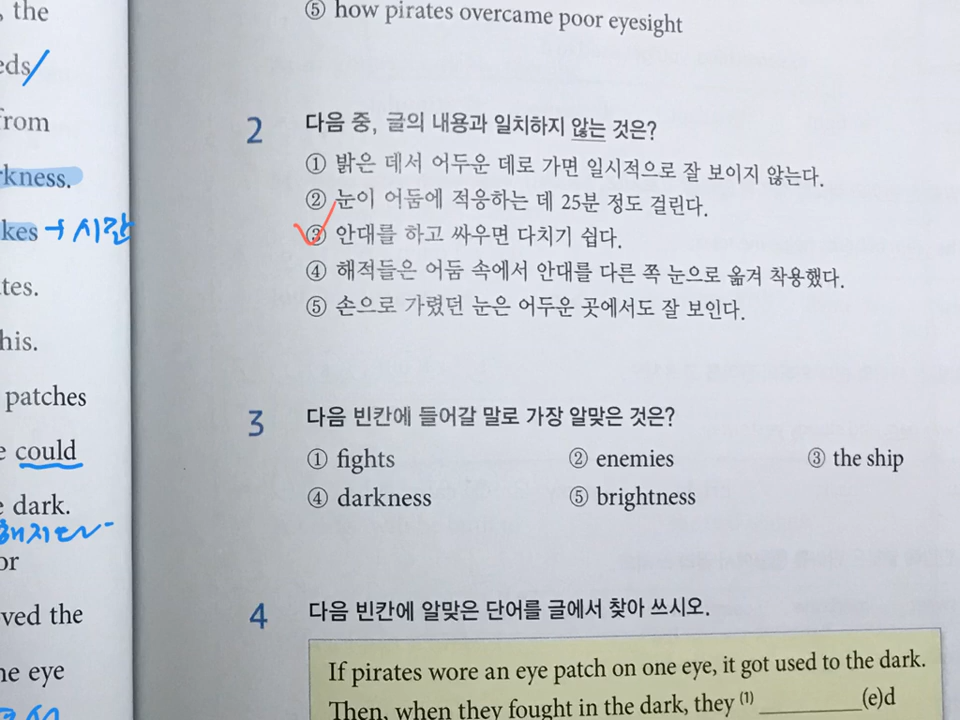 , the
eds
from
kness.
kes → 시간
tes.
his.
patches
e could
e dark.
해지다
or
ved the
ne eye
⑤ how pirates overcame poor eyesight
2 다음 중, 글의 내용과 일치하지 않는 것은?
① 밝은 데서 어두운 데로 가면 일시적으로 잘 보이지 않는다.
② 눈이 어둠에 적응하는 데 25분 정도 걸린다.
③ 안대를 하고 싸우면 다치기 쉽다.
④ 해적들은 어둠 속에서 안대를 다른 쪽 눈으로 옮겨 착용했다.
⑤ 손으로 가렸던 눈은 어두운 곳에서도 잘 보인다.
3 다음 빈칸에 들어갈 말로 가장 알맞은 것은?
① fights ② enemies ③ the ship
④ darkness ⑤ brightness
4 다음 빈칸에 알맞은 단어를 글에서 찾아 쓰시오.
If pirates wore an eye patch on one eye, it got used to the dark.
Then, when they fought in the dark, they (1) __________(e)d